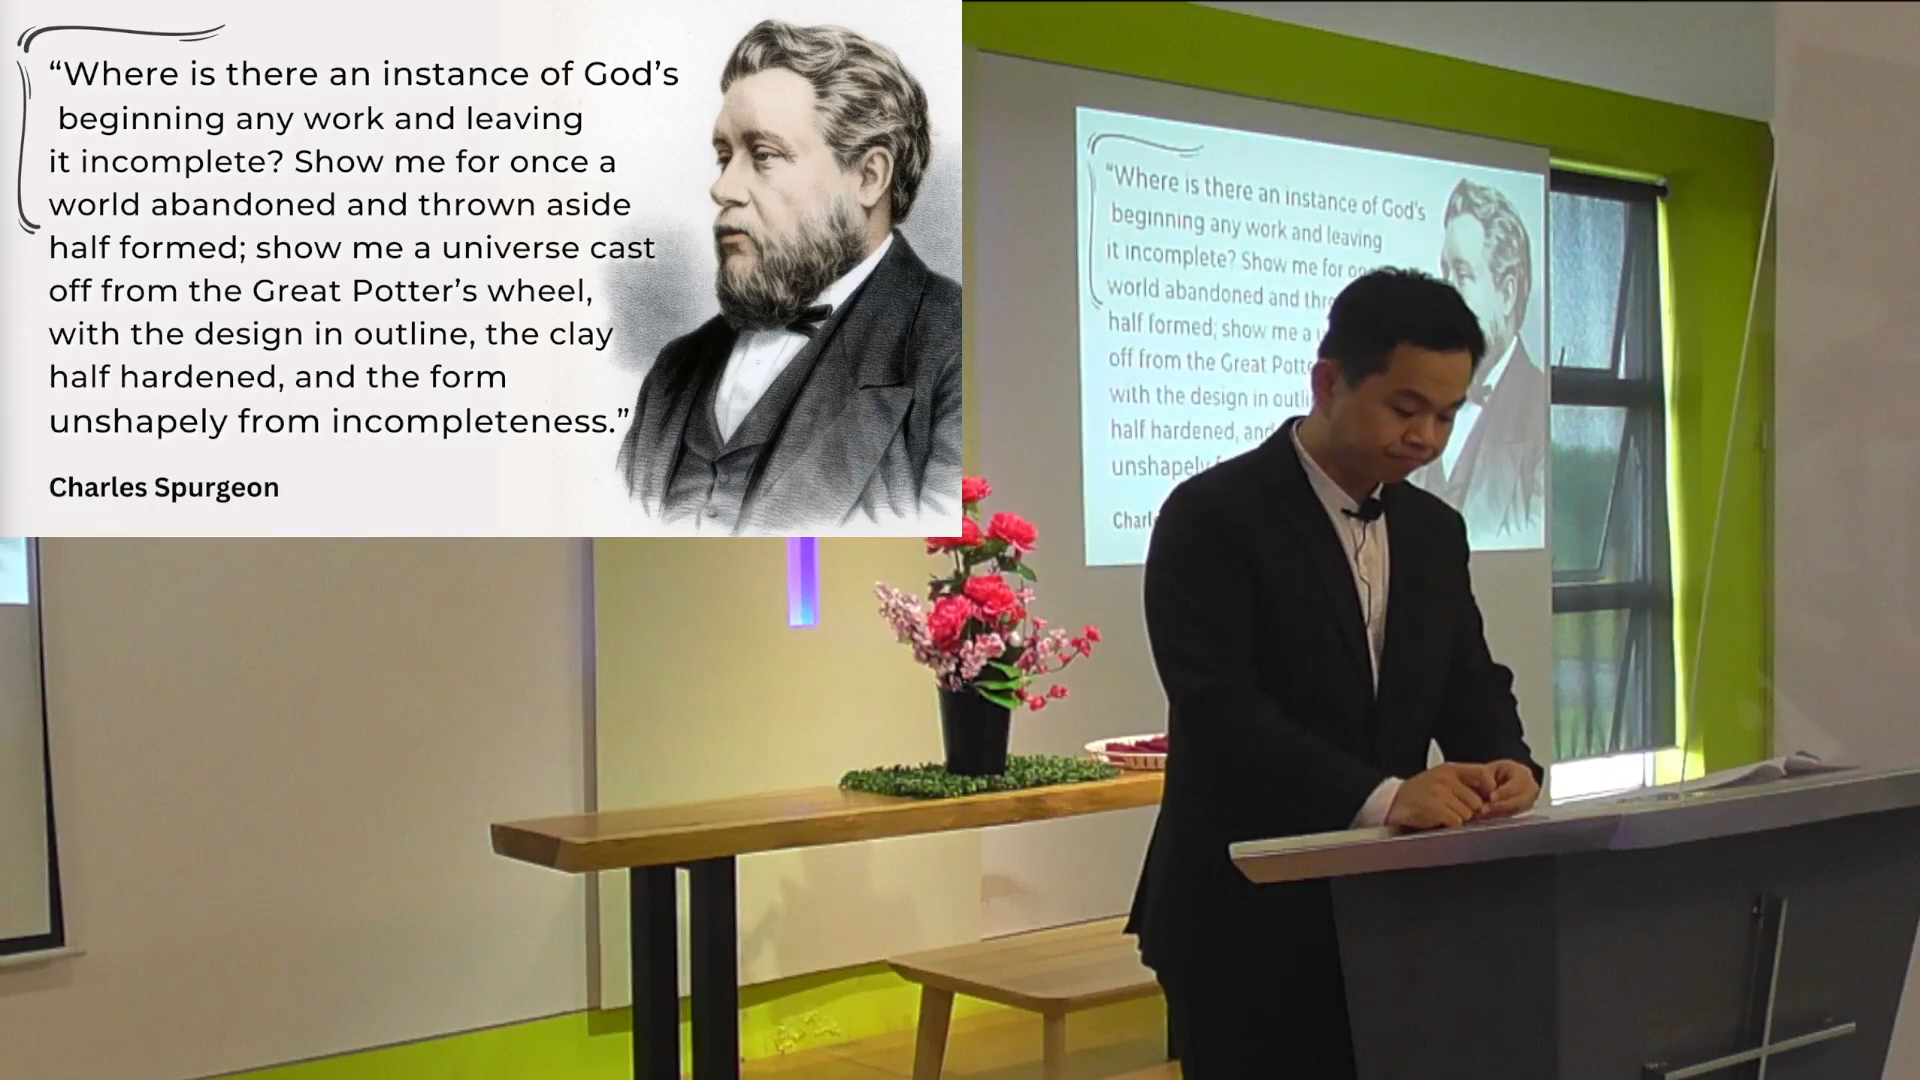 “Where is there an instance of God’s
beginning any work and leaving
it incomplete? Show me for once a
world abandoned and thrown aside
half formed; show me a universe cast
off from the Great Potter’s wheel,
with the design in outline, the clay
half hardened, and the form
unshapely from incompleteness.”
Charles Spurgeon
“Where is there an instance of God’s
beginning any work and leaving
it incomplete? Show me for
world abandoned and
half formed; show me a
off from the Great
with the design in
half hardened, and
unshapely